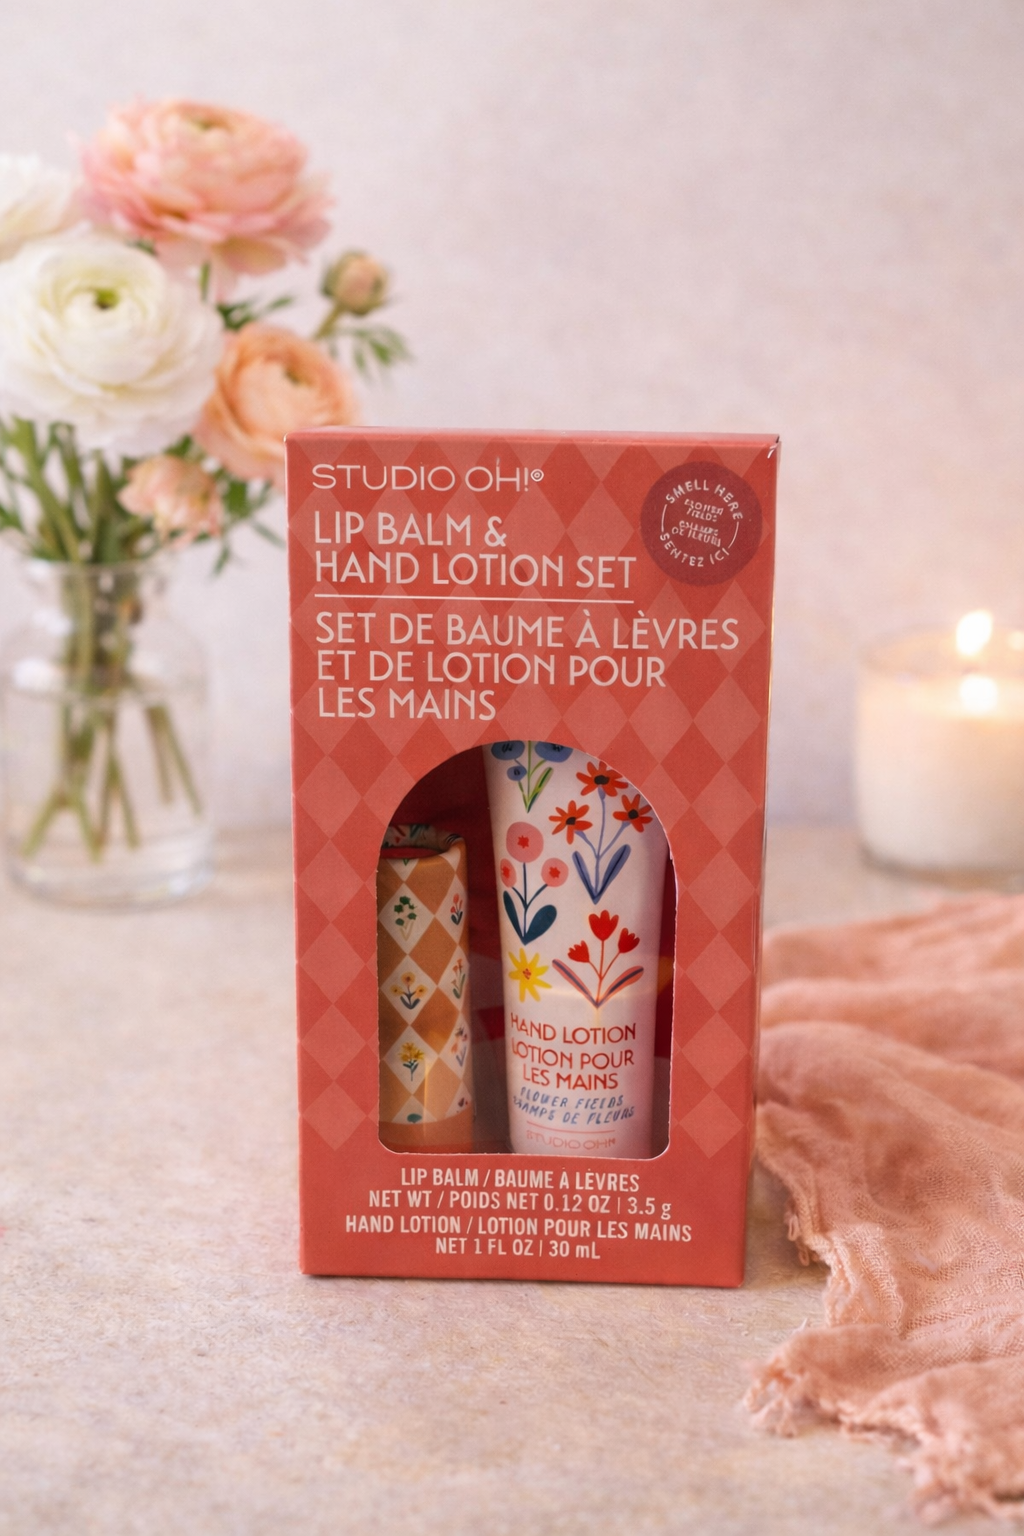 STUDIO OH!®
LIP BALM &
HAND LOTION SET
SET DE BAUME À LÈVRES
ET DE LOTION POUR
LES MAINS
SMELL HERE
SENTEZ ICI
HAND LOTION
LOTION POUR
LES MAINS
FLOWER FIELDS
CHAMPS DE FLEURS
STUDIO OH!
LIP BALM / BAUME À LÈVRES
NET WT / POIDS NET 0.12 OZ | 3.5 g
HAND LOTION / LOTION POUR LES MAINS
NET 1 FL OZ | 30 mL